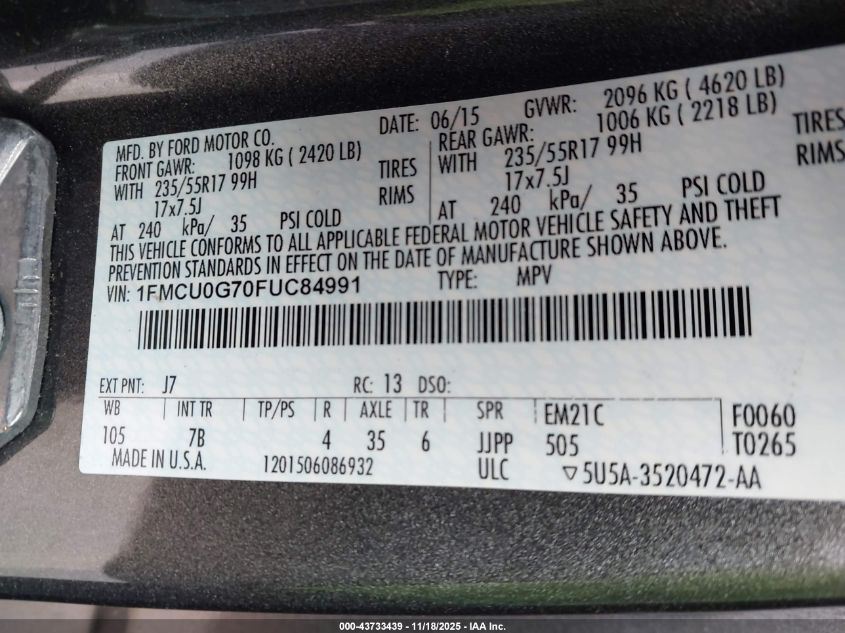 MFD. BY FORD MOTOR CO. DATE: 06/15 GVWR: 2096 KG ( 4620 LB)
FRONT GAWR: 1098 KG ( 2420 LB) REAR GAWR: 1006 KG ( 2218 LB)
WITH 235/55R17 99H TIRES WITH 235/55R17 99H TIRES
17x7.5J RIMS 17x7.5J RIMS
AT 240 kPa/ 35 PSI COLD AT 240 kPa/ 35 PSI COLD
THIS VEHICLE CONFORMS TO ALL APPLICABLE FEDERAL MOTOR VEHICLE SAFETY AND THEFT
PREVENTION STANDARDS IN EFFECT ON THE DATE OF MANUFACTURE SHOWN ABOVE.
VIN: 1FMCU0G70FUC84991 TYPE: MPV
EXT PNT: J7 RC: 13 DSO:
WB INT TR TP/PS R AXLE TR SPR EM21C F0060
105 7B 4 35 6 JJPP 505 T0265
MADE IN U.S.A. 1201506086932 ULC ▽5U5A-3520472-AA
000-43733439 - 11/18/2025 - IAA Inc.